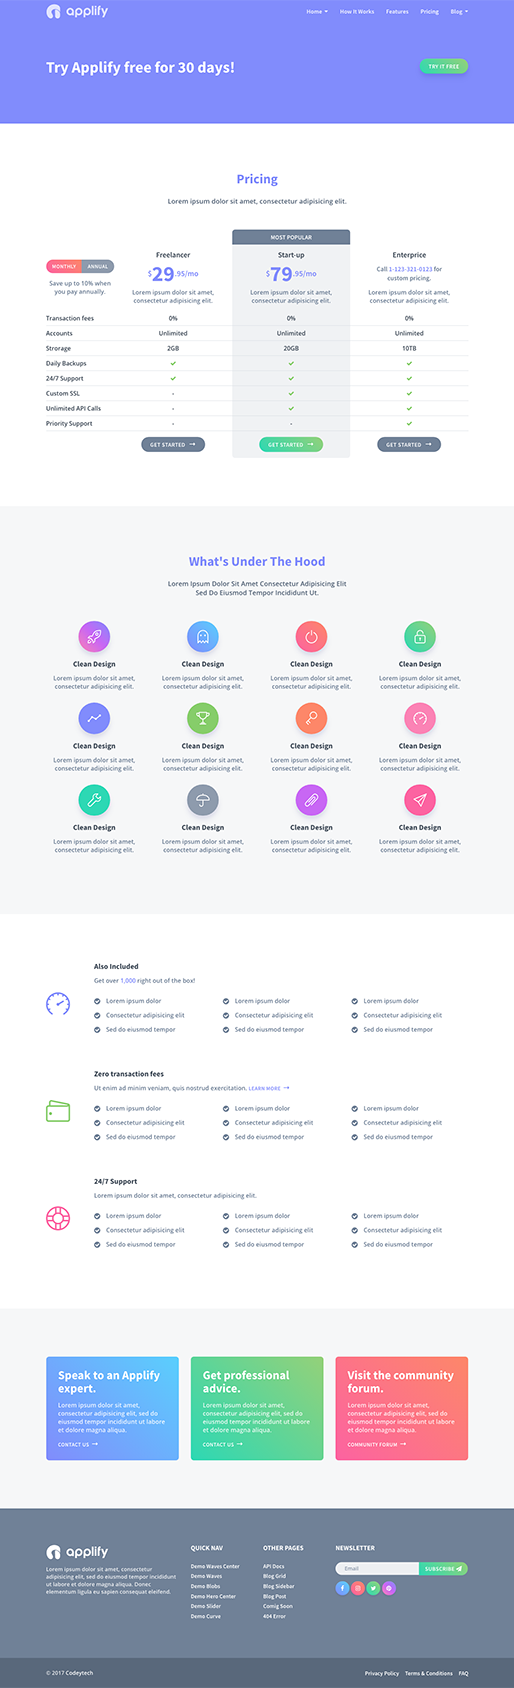 applify
Home How It Works Features Pricing Blog
Try Applify free for 30 days!
TRY IT FREE
Pricing
Lorem ipsum dolor sit amet, consectetur adipisicing elit.
MOST POPULAR
Freelancer Start-up Enterprice
MONTHLY ANNUAL
Save up to 10% when
you pay annually.
$29.95/mo $79.95/mo Call 1-123-321-0123 for
custom pricing.
Lorem ipsum dolor sit amet, Lorem ipsum dolor sit amet, Lorem ipsum dolor sit amet,
consectetur adipisicing elit. consectetur adipisicing elit. consectetur adipisicing elit.
Transaction fees 0% 0% 0%
Accounts Unlimited Unlimited Unlimited
Strorage 2GB 20GB 10TB
Daily Backups
24/7 Support
Custom SSL -
Unlimited API Calls -
Priority Support - -
GET STARTED GET STARTED GET STARTED
What's Under The Hood
Lorem Ipsum Dolor Sit Amet Consectetur Adipisicing Elit
Sed Do Eiusmod Tempor Incididunt Ut.
Clean Design Clean Design Clean Design Clean Design
Lorem ipsum dolor sit amet, Lorem ipsum dolor sit amet, Lorem ipsum dolor sit amet, Lorem ipsum dolor sit amet,
consectetur adipisicing elit. consectetur adipisicing elit. consectetur adipisicing elit. consectetur adipisicing elit.
Clean Design Clean Design Clean Design Clean Design
Lorem ipsum dolor sit amet, Lorem ipsum dolor sit amet, Lorem ipsum dolor sit amet, Lorem ipsum dolor sit amet,
consectetur adipisicing elit. consectetur adipisicing elit. consectetur adipisicing elit. consectetur adipisicing elit.
Clean Design Clean Design Clean Design Clean Design
Lorem ipsum dolor sit amet, Lorem ipsum dolor sit amet, Lorem ipsum dolor sit amet, Lorem ipsum dolor sit amet,
consectetur adipisicing elit. consectetur adipisicing elit. consectetur adipisicing elit. consectetur adipisicing elit.
Also Included
Get over 1,000 right out of the box!
Lorem ipsum dolor Lorem ipsum dolor Lorem ipsum dolor
Consectetur adipisicing elit Consectetur adipisicing elit Consectetur adipisicing elit
Sed do eiusmod tempor Sed do eiusmod tempor Sed do eiusmod tempor
Zero transaction fees
Ut enim ad minim veniam, quis nostrud exercitation. LEARN MORE
Lorem ipsum dolor Lorem ipsum dolor Lorem ipsum dolor
Consectetur adipisicing elit Consectetur adipisicing elit Consectetur adipisicing elit
Sed do eiusmod tempor Sed do eiusmod tempor Sed do eiusmod tempor
24/7 Support
Lorem ipsum dolor sit amet, consectetur adipisicing elit.
Lorem ipsum dolor Lorem ipsum dolor Lorem ipsum dolor
Consectetur adipisicing elit Consectetur adipisicing elit Consectetur adipisicing elit
Sed do eiusmod tempor Sed do eiusmod tempor Sed do eiusmod tempor
Speak to an Applify
expert.
Lorem ipsum dolor sit amet,
consectetur adipisicing elit, sed do
eiusmod tempor incididunt ut labore
et dolore magna aliqua.
CONTACT US
Get professional
advice.
Lorem ipsum dolor sit amet,
consectetur adipisicing elit, sed do
eiusmod tempor incididunt ut labore
et dolore magna aliqua.
CONTACT US
Visit the community
forum.
Lorem ipsum dolor sit amet,
consectetur adipisicing elit, sed do
eiusmod tempor incididunt ut labore
et dolore magna aliqua.
COMMUNITY FORUM
applify
Lorem ipsum dolor sit amet, consectetur
adipisicing elit, sed do eiusmod tempor
incididunt ut labore et dolore magna aliqua. Donec
elementum ligula eu sapien consequat eleifend.
QUICK NAV
Demo Waves Center
Demo Waves
Demo Blobs
Demo Hero Center
Demo Slider
Demo Curve
OTHER PAGES
API Docs
Blog Grid
Blog Sidebar
Blog Post
Comig Soon
404 Error
NEWSLETTER
Email SUBSCRIBE
© 2017 Codeytech
Privacy Policy Terms & Conditions FAQ